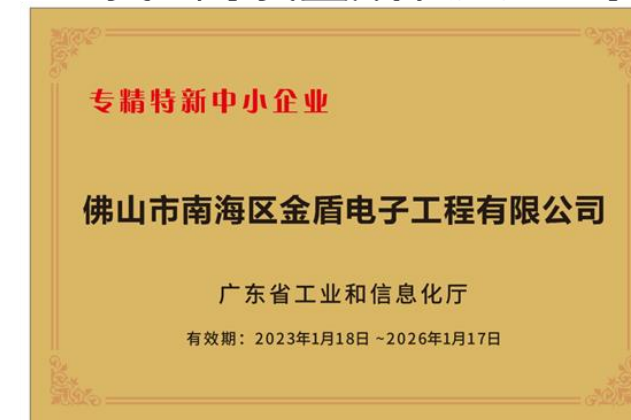 专精特新中小企业
佛山市南海区金盾电子工程有限公司
广东省工业和信息化厅
有效期：2023年1月18日 ~2026年1月17日